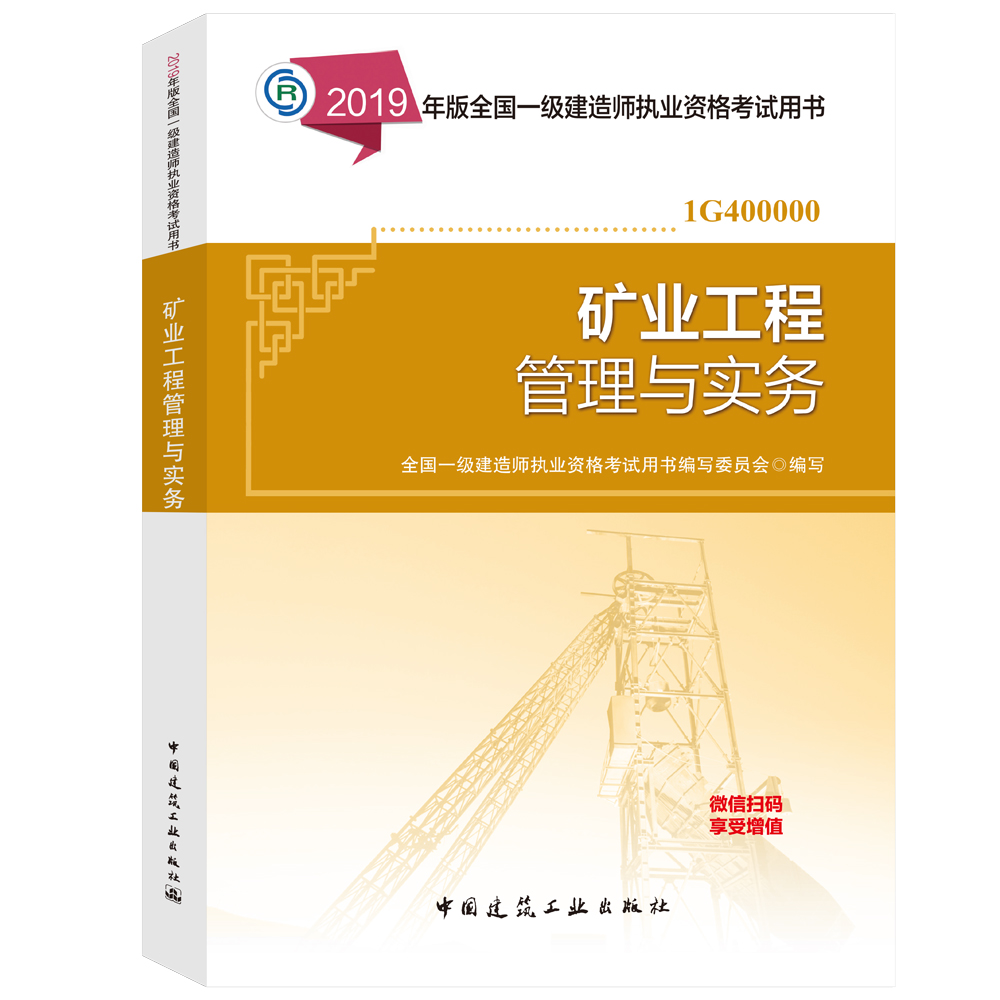 2019年版全国一级建造师执业资格考试用书
矿业工程管理与实务
中国建筑工业出版社
R
2019年版全国一级建造师执业资格考试用书
1G400000
矿业工程
管理与实务
全国一级建造师执业资格考试用书编写委员会◎编写
微信扫码
享受增值
中国建筑工业出版社